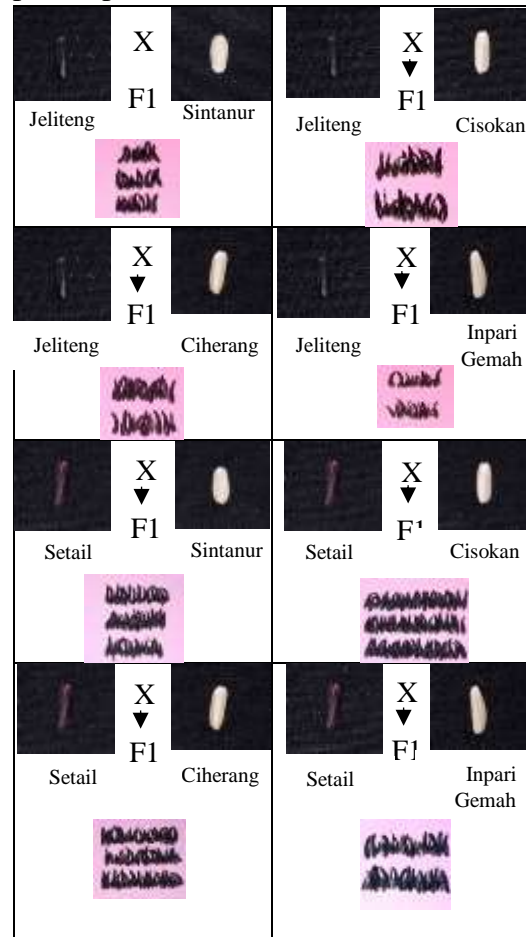 X
F1
Jeliteng
Sintanur
X
F1
Jeliteng
Cisokan
X
F1
Jeliteng
Ciherang
X
F1
Jeliteng
Inpari
Gemah
X
F1
Setail
Sintanur
X
F1
Setail
Cisokan
X
F1
Setail
Ciherang
X
F1
Setail
Inpari
Gemah